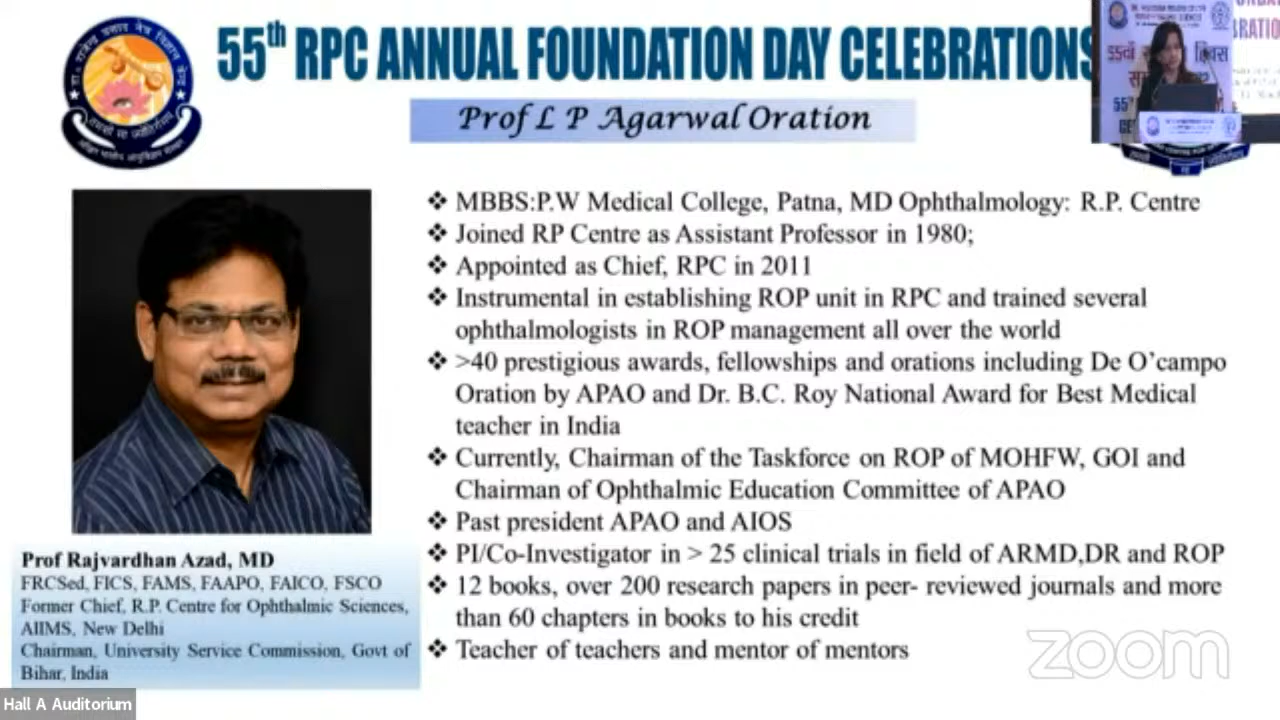 55th RPC ANNUAL FOUNDATION DAY CELEBRATIONS
Prof L P Agarwal Oration
❖ MBBS:P.W Medical College, Patna, MD Ophthalmology: R.P. Centre
❖ Joined RP Centre as Assistant Professor in 1980;
❖ Appointed as Chief, RPC in 2011
❖ Instrumental in establishing ROP unit in RPC and trained several
ophthalmologists in ROP management all over the world
❖ >40 prestigious awards, fellowships and orations including De O'campo
Oration by APAO and Dr. B.C. Roy National Award for Best Medical
teacher in India
❖ Currently, Chairman of the Taskforce on ROP of MOHFW, GOI and
Chairman of Ophthalmic Education Committee of APAO
❖ Past president APAO and AIOS
❖ PI/Co-Investigator in > 25 clinical trials in field of ARMD,DR and ROP
❖ 12 books, over 200 research papers in peer- reviewed journals and more
than 60 chapters in books to his credit
❖ Teacher of teachers and mentor of mentors
Prof Rajvardhan Azad, MD
FRCSed, FICS, FAMS, FAAPO, FAICO, FSCO
Former Chief, R.P. Centre for Ophthalmic Sciences,
AIIMS, New Delhi
Chairman, University Service Commission, Govt of
Bihar, India
zoom
Hall A Auditorium